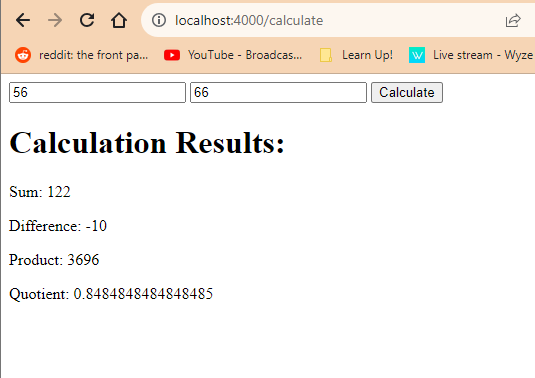 localhost:4000/calculate
reddit: the front pa... YouTube - Broadcas... Learn Up! Live stream - Wyze
56 66 Calculate
Calculation Results:
Sum: 122
Difference: -10
Product: 3696
Quotient: 0.8484848484848485